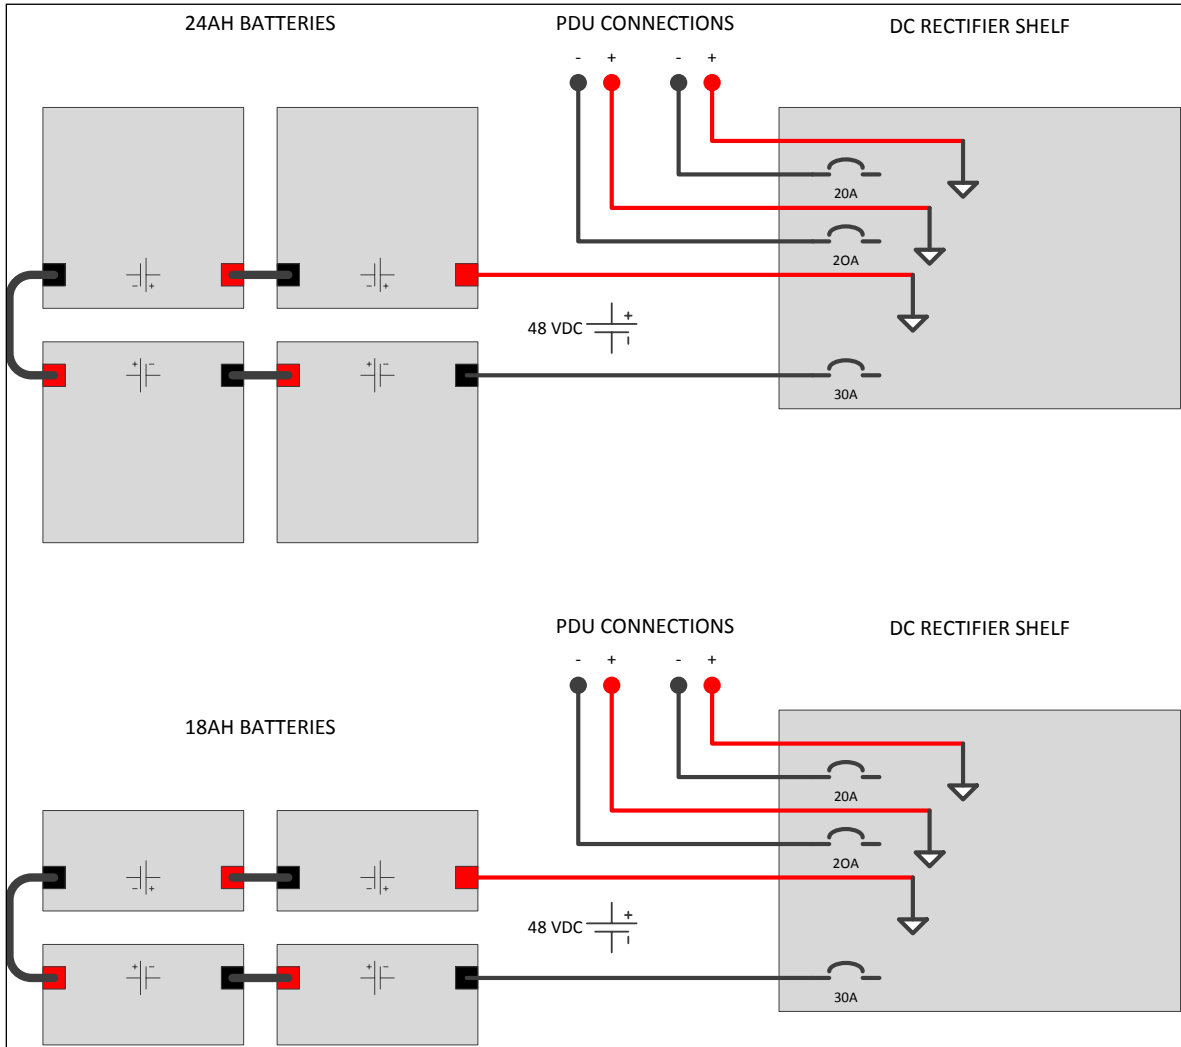 24AH BATTERIES
PDU CONNECTIONS
DC RECTIFIER SHELF
- + - +
20A
2OA
- +
- +
48 VDC
+
-
+ -
+ -
30A
PDU CONNECTIONS
DC RECTIFIER SHELF
- + - +
18AH BATTERIES
20A
2OA
- +
- +
48 VDC
+
-
+ -
+ -
30A